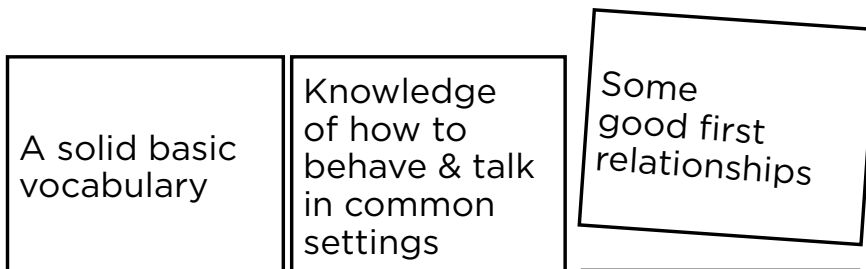 A solid basic
vocabulary
Knowledge
of how to
behave & talk
in common
settings
Some
good first
relationships